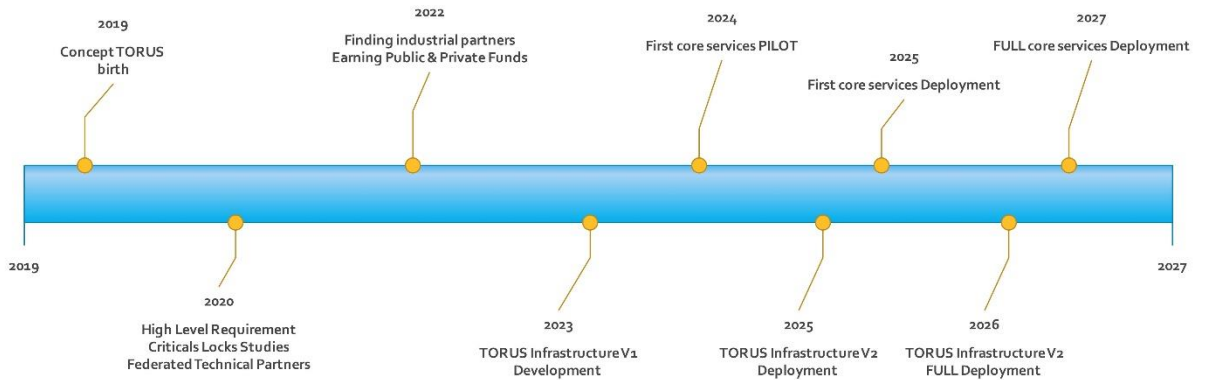 2019
Concept TORUS
birth
2022
Finding industrial partners
Earning Public & Private Funds
2024
First core services PILOT
2025
First core services Deployment
2027
FULL core services Deployment
2019
2027
2020
High Level Requirement
Criticals Locks Studies
Federated Technical Partners
2023
TORUS Infrastructure V1
Development
2025
TORUS Infrastructure V2
Deployment
2026
TORUS Infrastructure V2
FULL Deployment